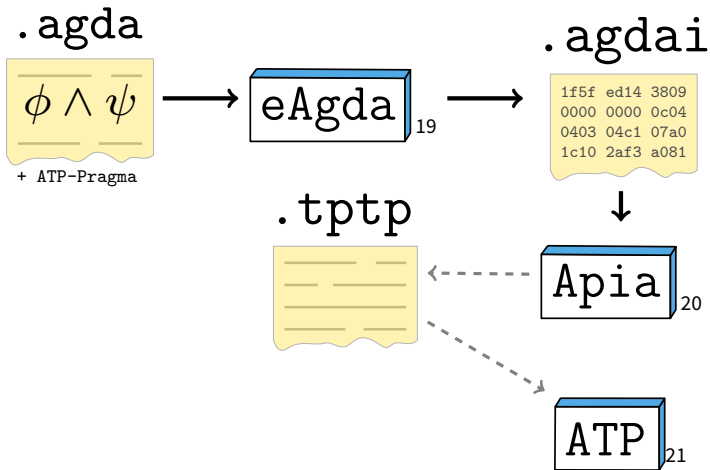 .agda
ϕ ∧ ψ
+ ATP-Pragma
eAgda
19
.agdai
1f5f ed14 3809
0000 0000 0c04
0403 04c1 07a0
1c10 2af3 a081
.tptp
Apia
20
ATP
21